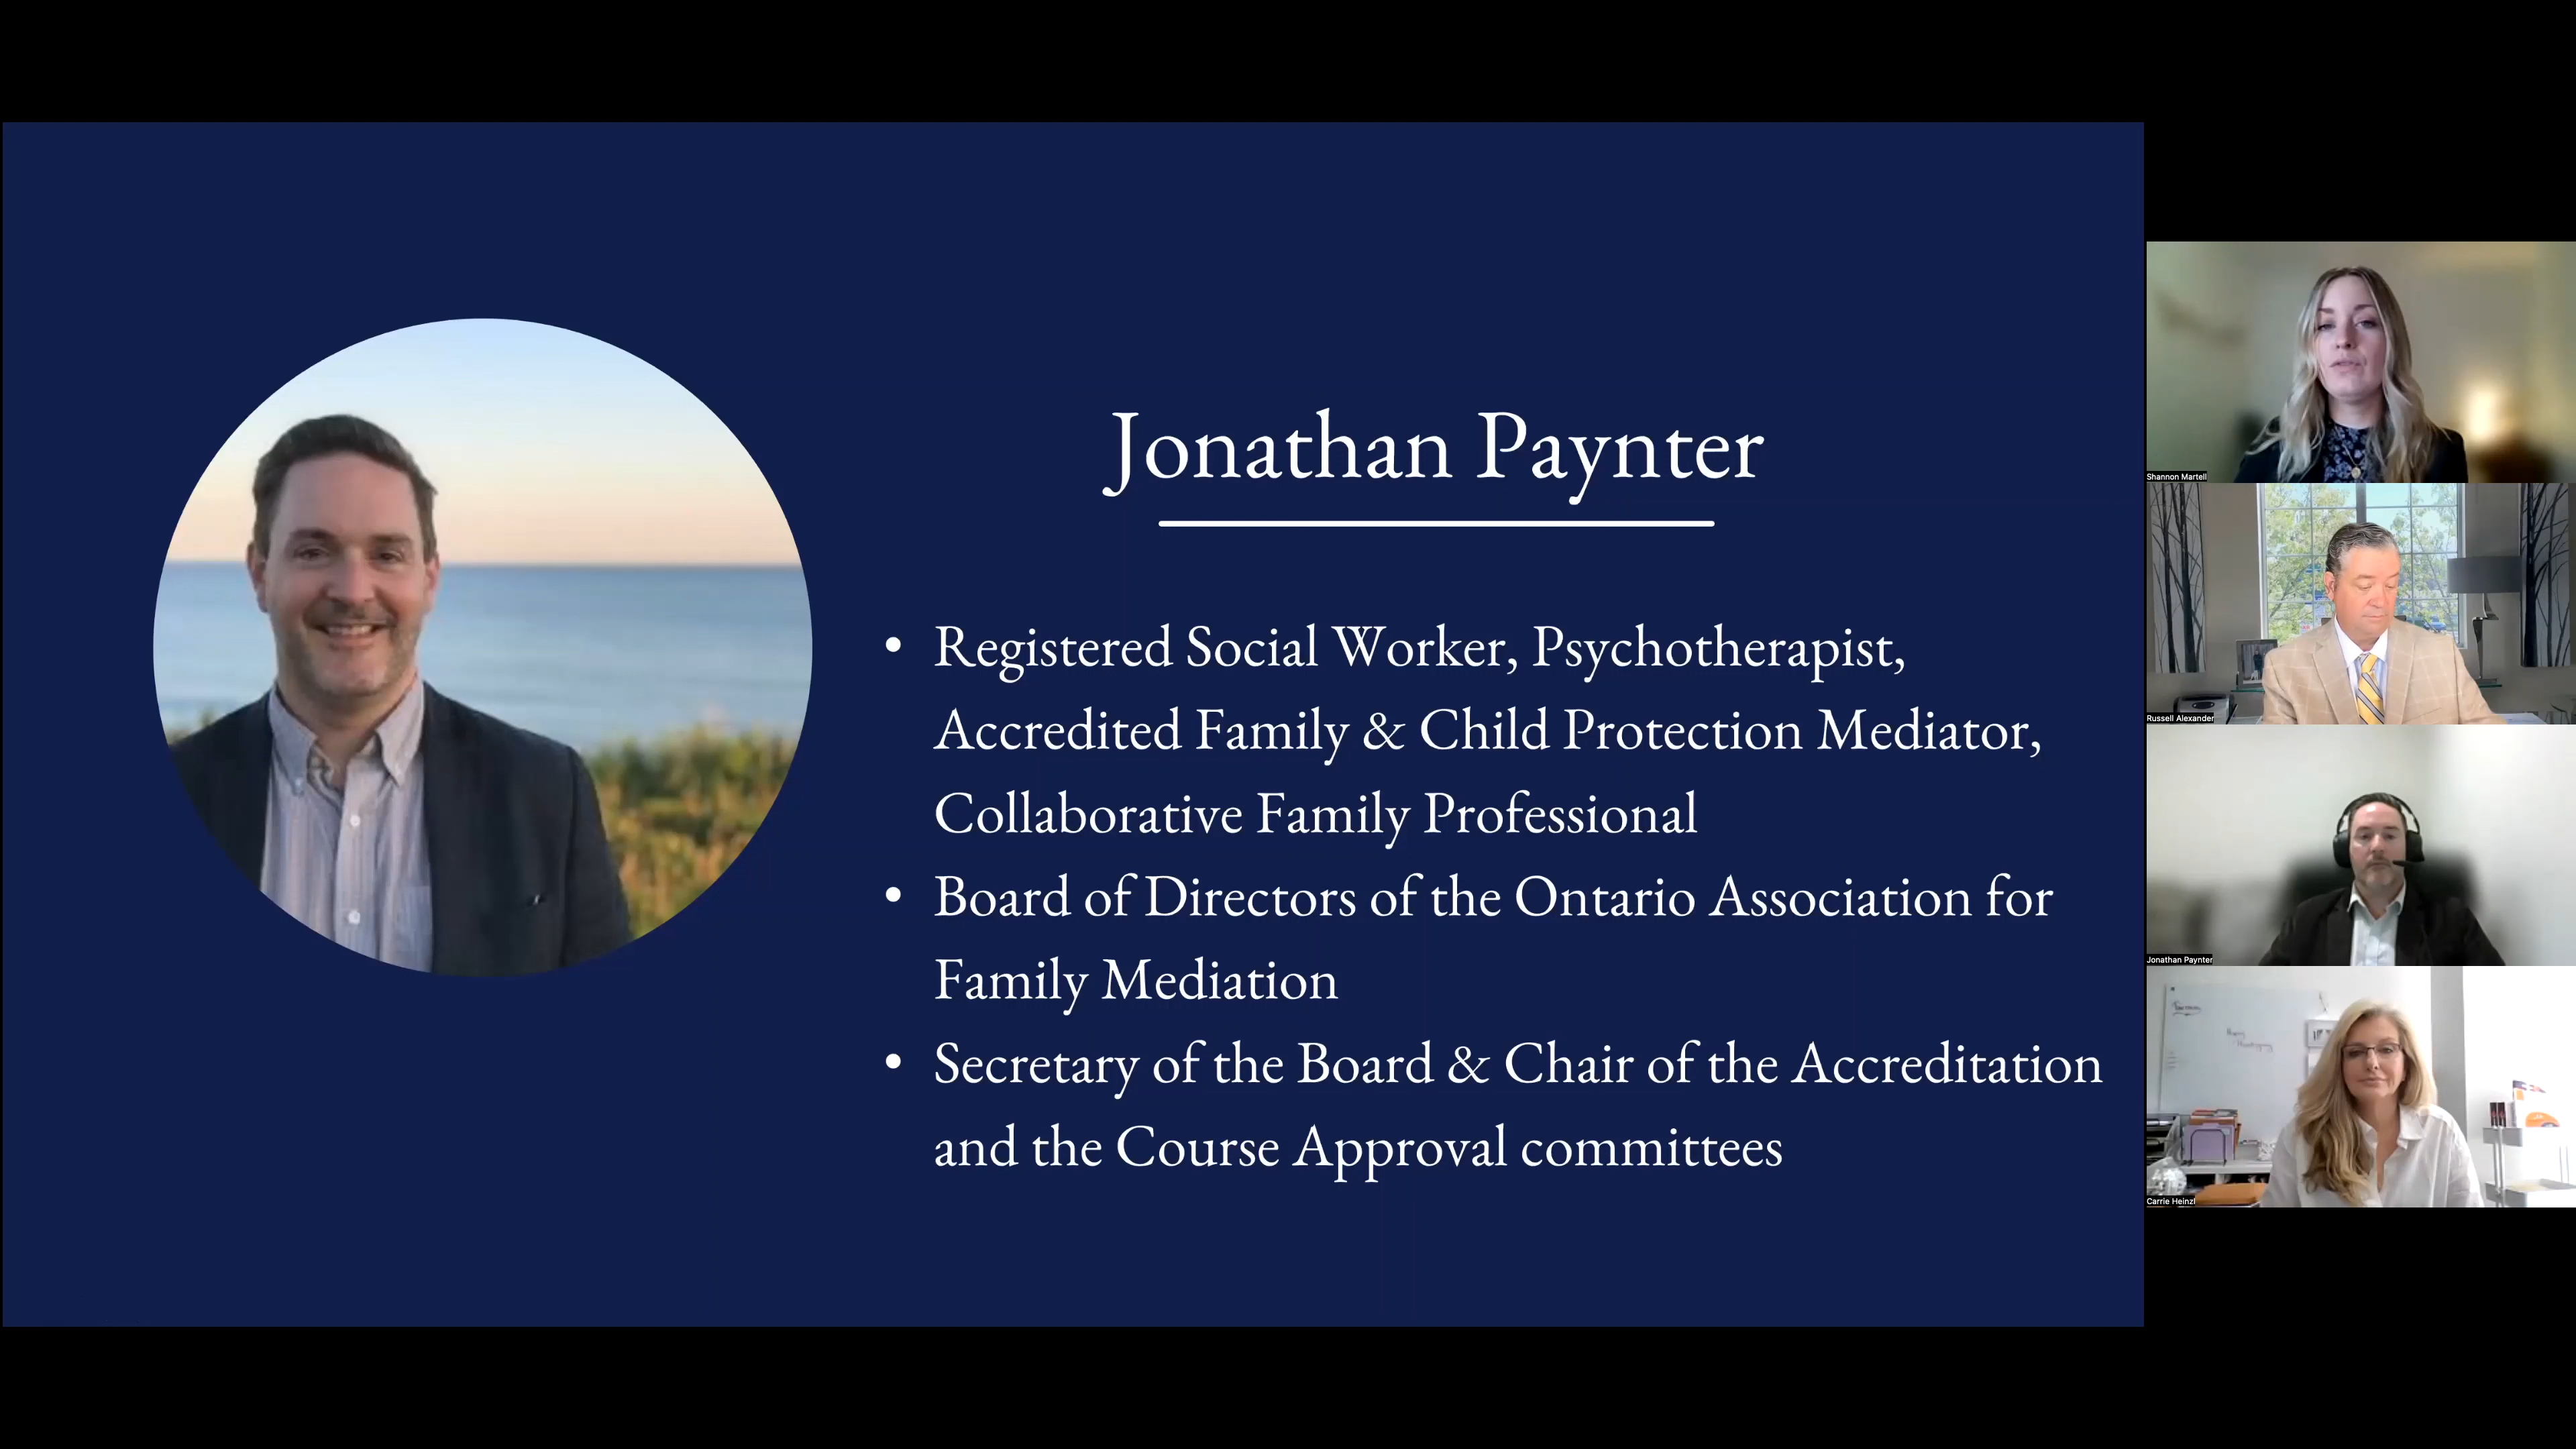 Jonathan Paynter
• Registered Social Worker, Psychotherapist,
Accredited Family & Child Protection Mediator,
Collaborative Family Professional
• Board of Directors of the Ontario Association for
Family Mediation
• Secretary of the Board & Chair of the Accreditation
and the Course Approval committees
Shannon Martell
Russell Alexander
Jonathan Paynter
Carrie Heinzl